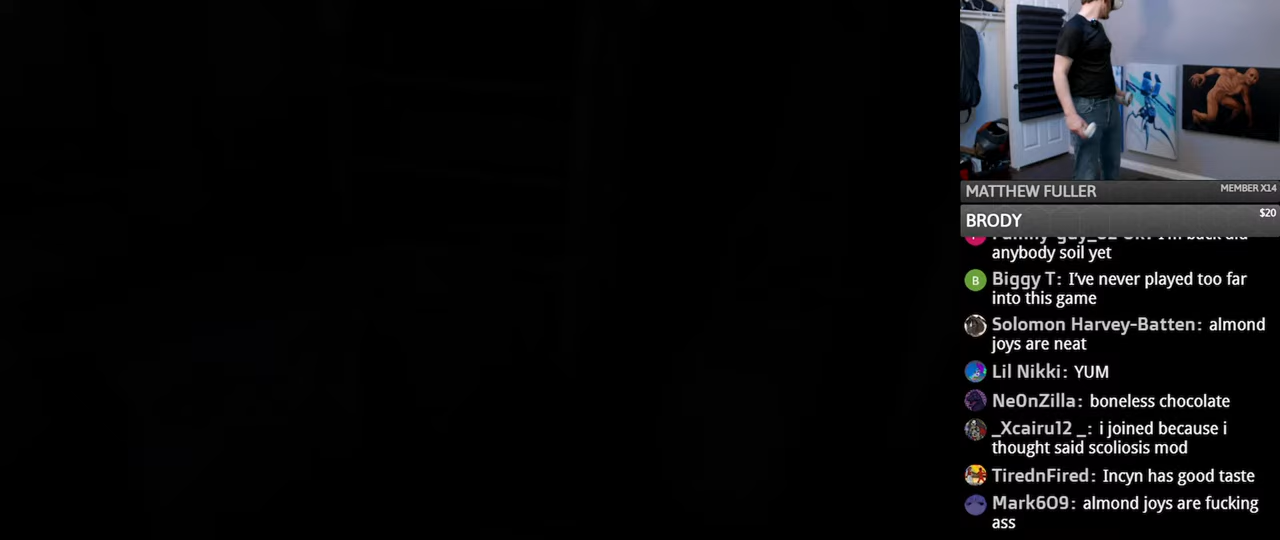 MATTHEW FULLER MEMBER X14
BRODY $20
anybody soil yet
Biggy T: I've never played too far
into this game
Solomon Harvey-Batten: almond
joys are neat
Lil Nikki: YUM
NeOnZilla: boneless chocolate
_Xcairu12 _: i joined because i
thought said scoliosis mod
TirednFired: Incyn has good taste
Mark609: almond joys are fucking
ass